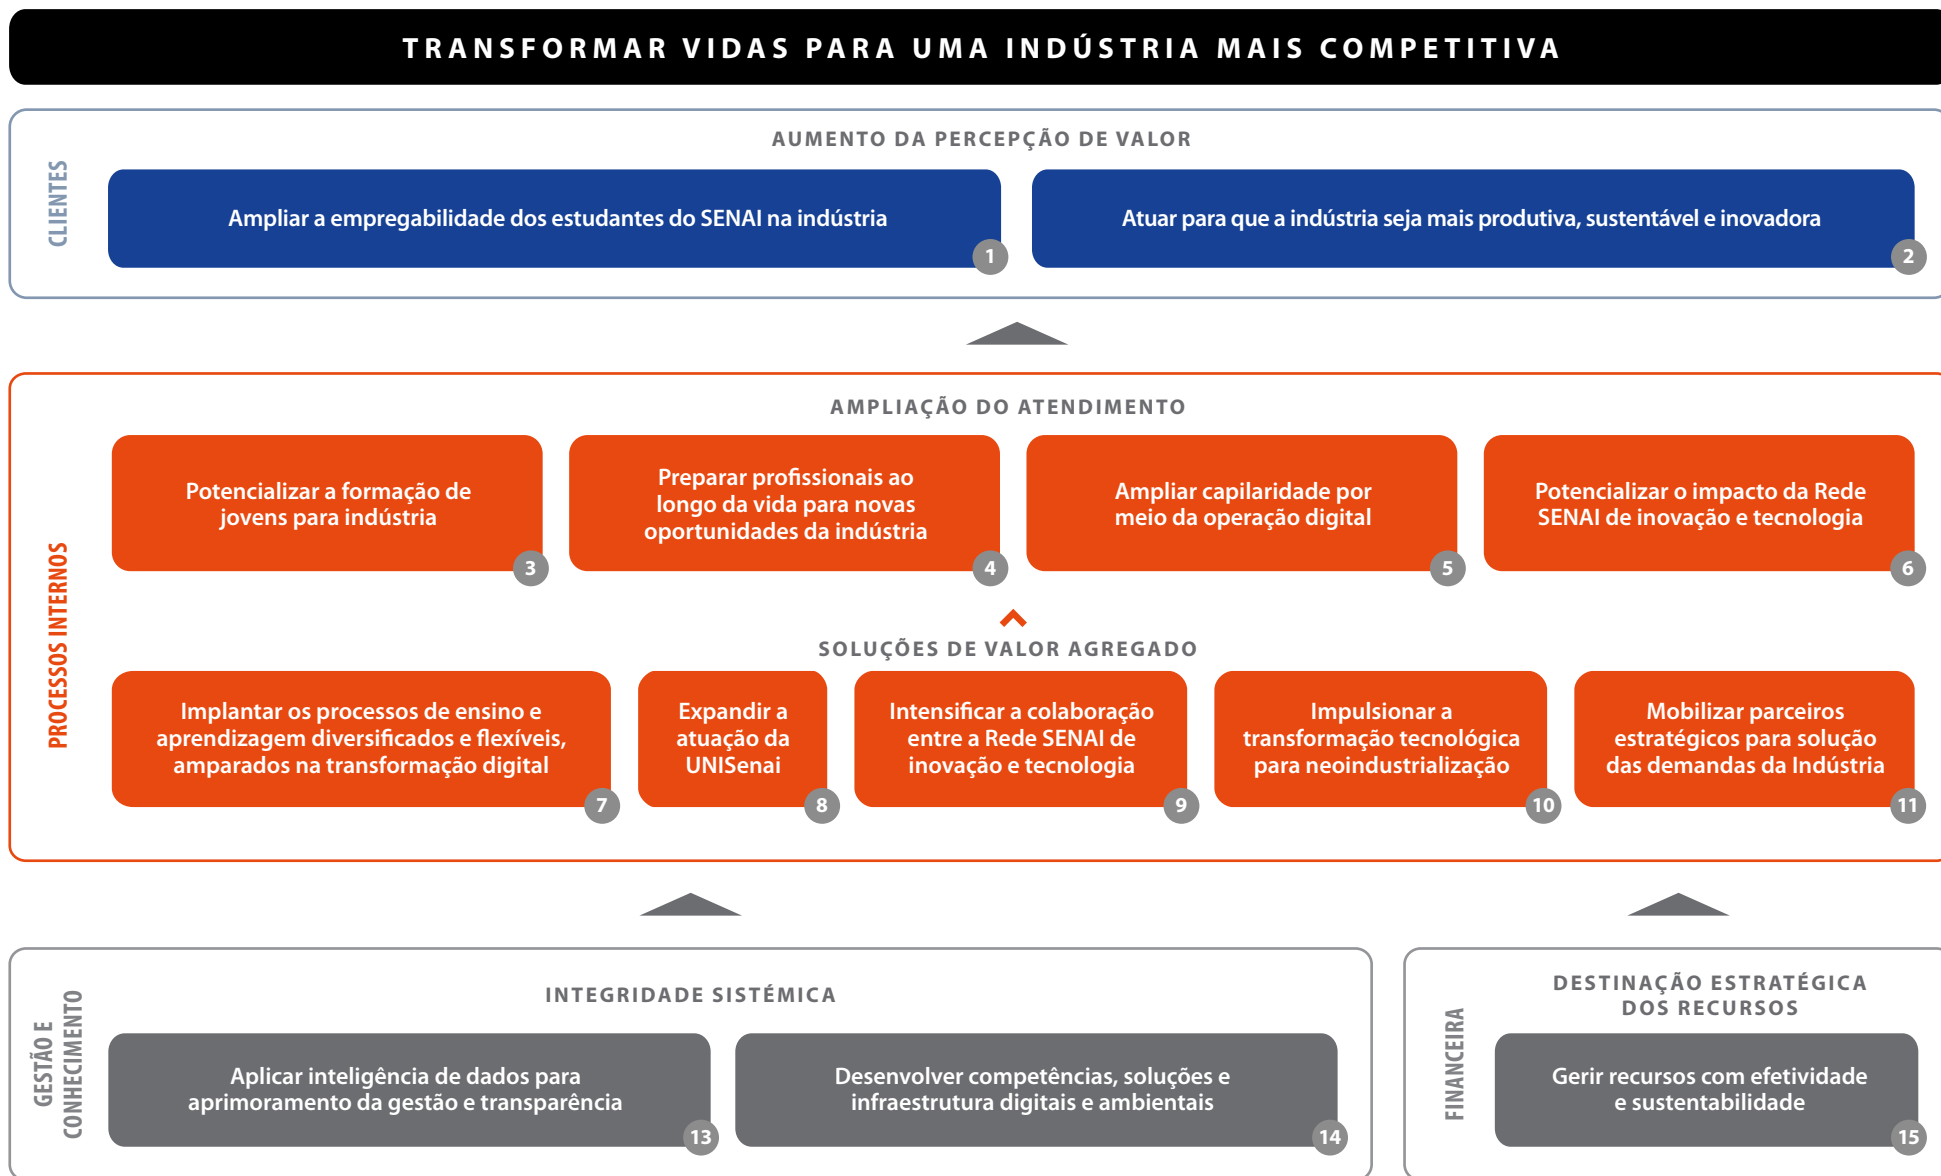 TRANSFORMAR VIDAS PARA UMA INDÚSTRIA MAIS COMPETITIVA
CLIENTES
AUMENTO DA PERCEPÇÃO DE VALOR
Ampliar a empregabilidade dos estudantes do SENAI na indústria
1
Atuar para que a indústria seja mais produtiva, sustentável e inovadora
2
PROCESSOS INTERNOS
AMPLIAÇÃO DO ATENDIMENTO
Potencializar a formação de
jovens para indústria
3
Preparar profissionais ao
longo da vida para novas
oportunidades da indústria
4
Ampliar capilaridade por
meio da operação digital
5
Potencializar o impacto da Rede
SENAI de inovação e tecnologia
6
SOLUÇÕES DE VALOR AGREGADO
Implantar os processos de ensino e
aprendizagem diversificados e flexíveis,
amparados na transformação digital
7
Expandir a
atuação da
UNISenai
8
Intensificar a colaboração
entre a Rede SENAI de
inovação e tecnologia
9
Impulsionar a
transformação tecnológica
para neoindustrialização
10
Mobilizar parceiros
estratégicos para solução
das demandas da Indústria
11
GESTÃO E
CONHECIMENTO
INTEGRIDADE SISTÉMICA
Aplicar inteligência de dados para
aprimoramento da gestão e transparência
13
Desenvolver competências, soluções e
infraestrutura digitais e ambientais
14
FINANCEIRA
DESTINAÇÃO ESTRATÉGICA
DOS RECURSOS
Gerir recursos com efetividade
e sustentabilidade
15